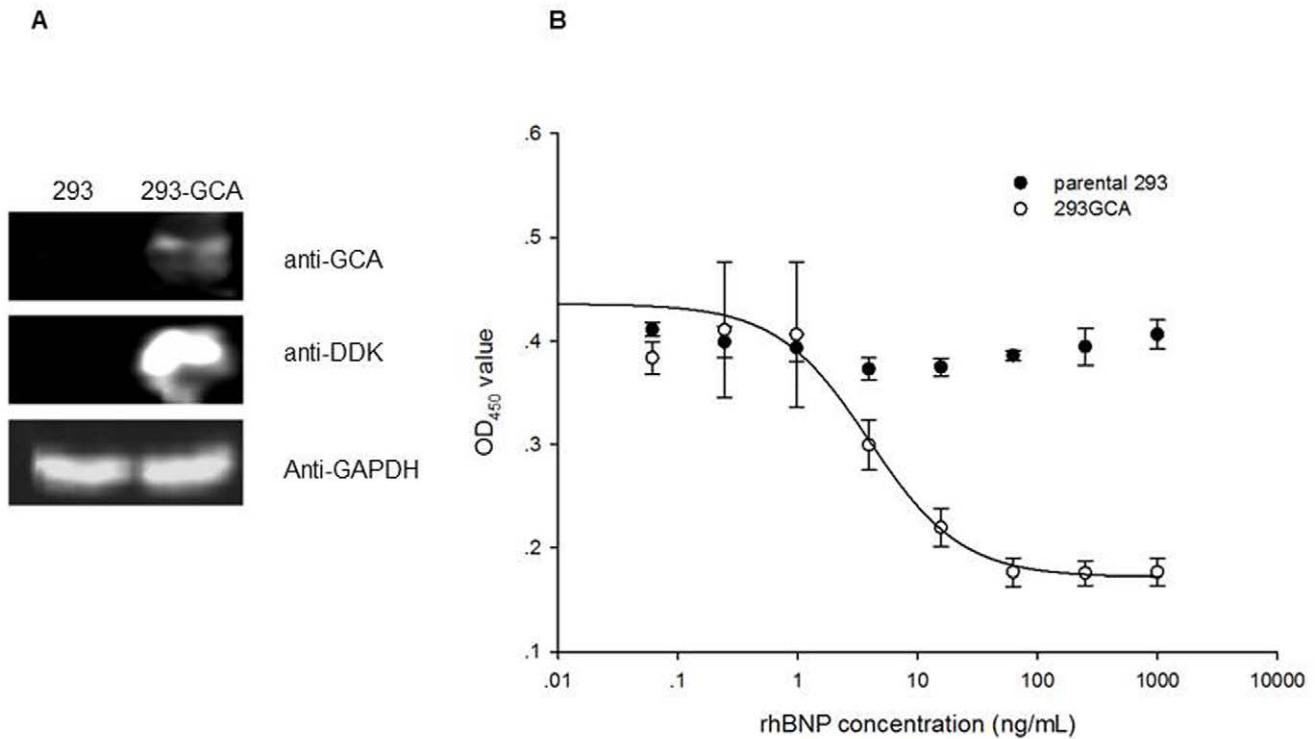 A
293 293-GCA
anti-GCA
anti-DDK
Anti-GAPDH
B
.6
.5
.4
.3
.2
.1
OD450 value
parental 293
293GCA
.01 .1 1 10 100 1000 10000
rhBNP concentration (ng/mL)